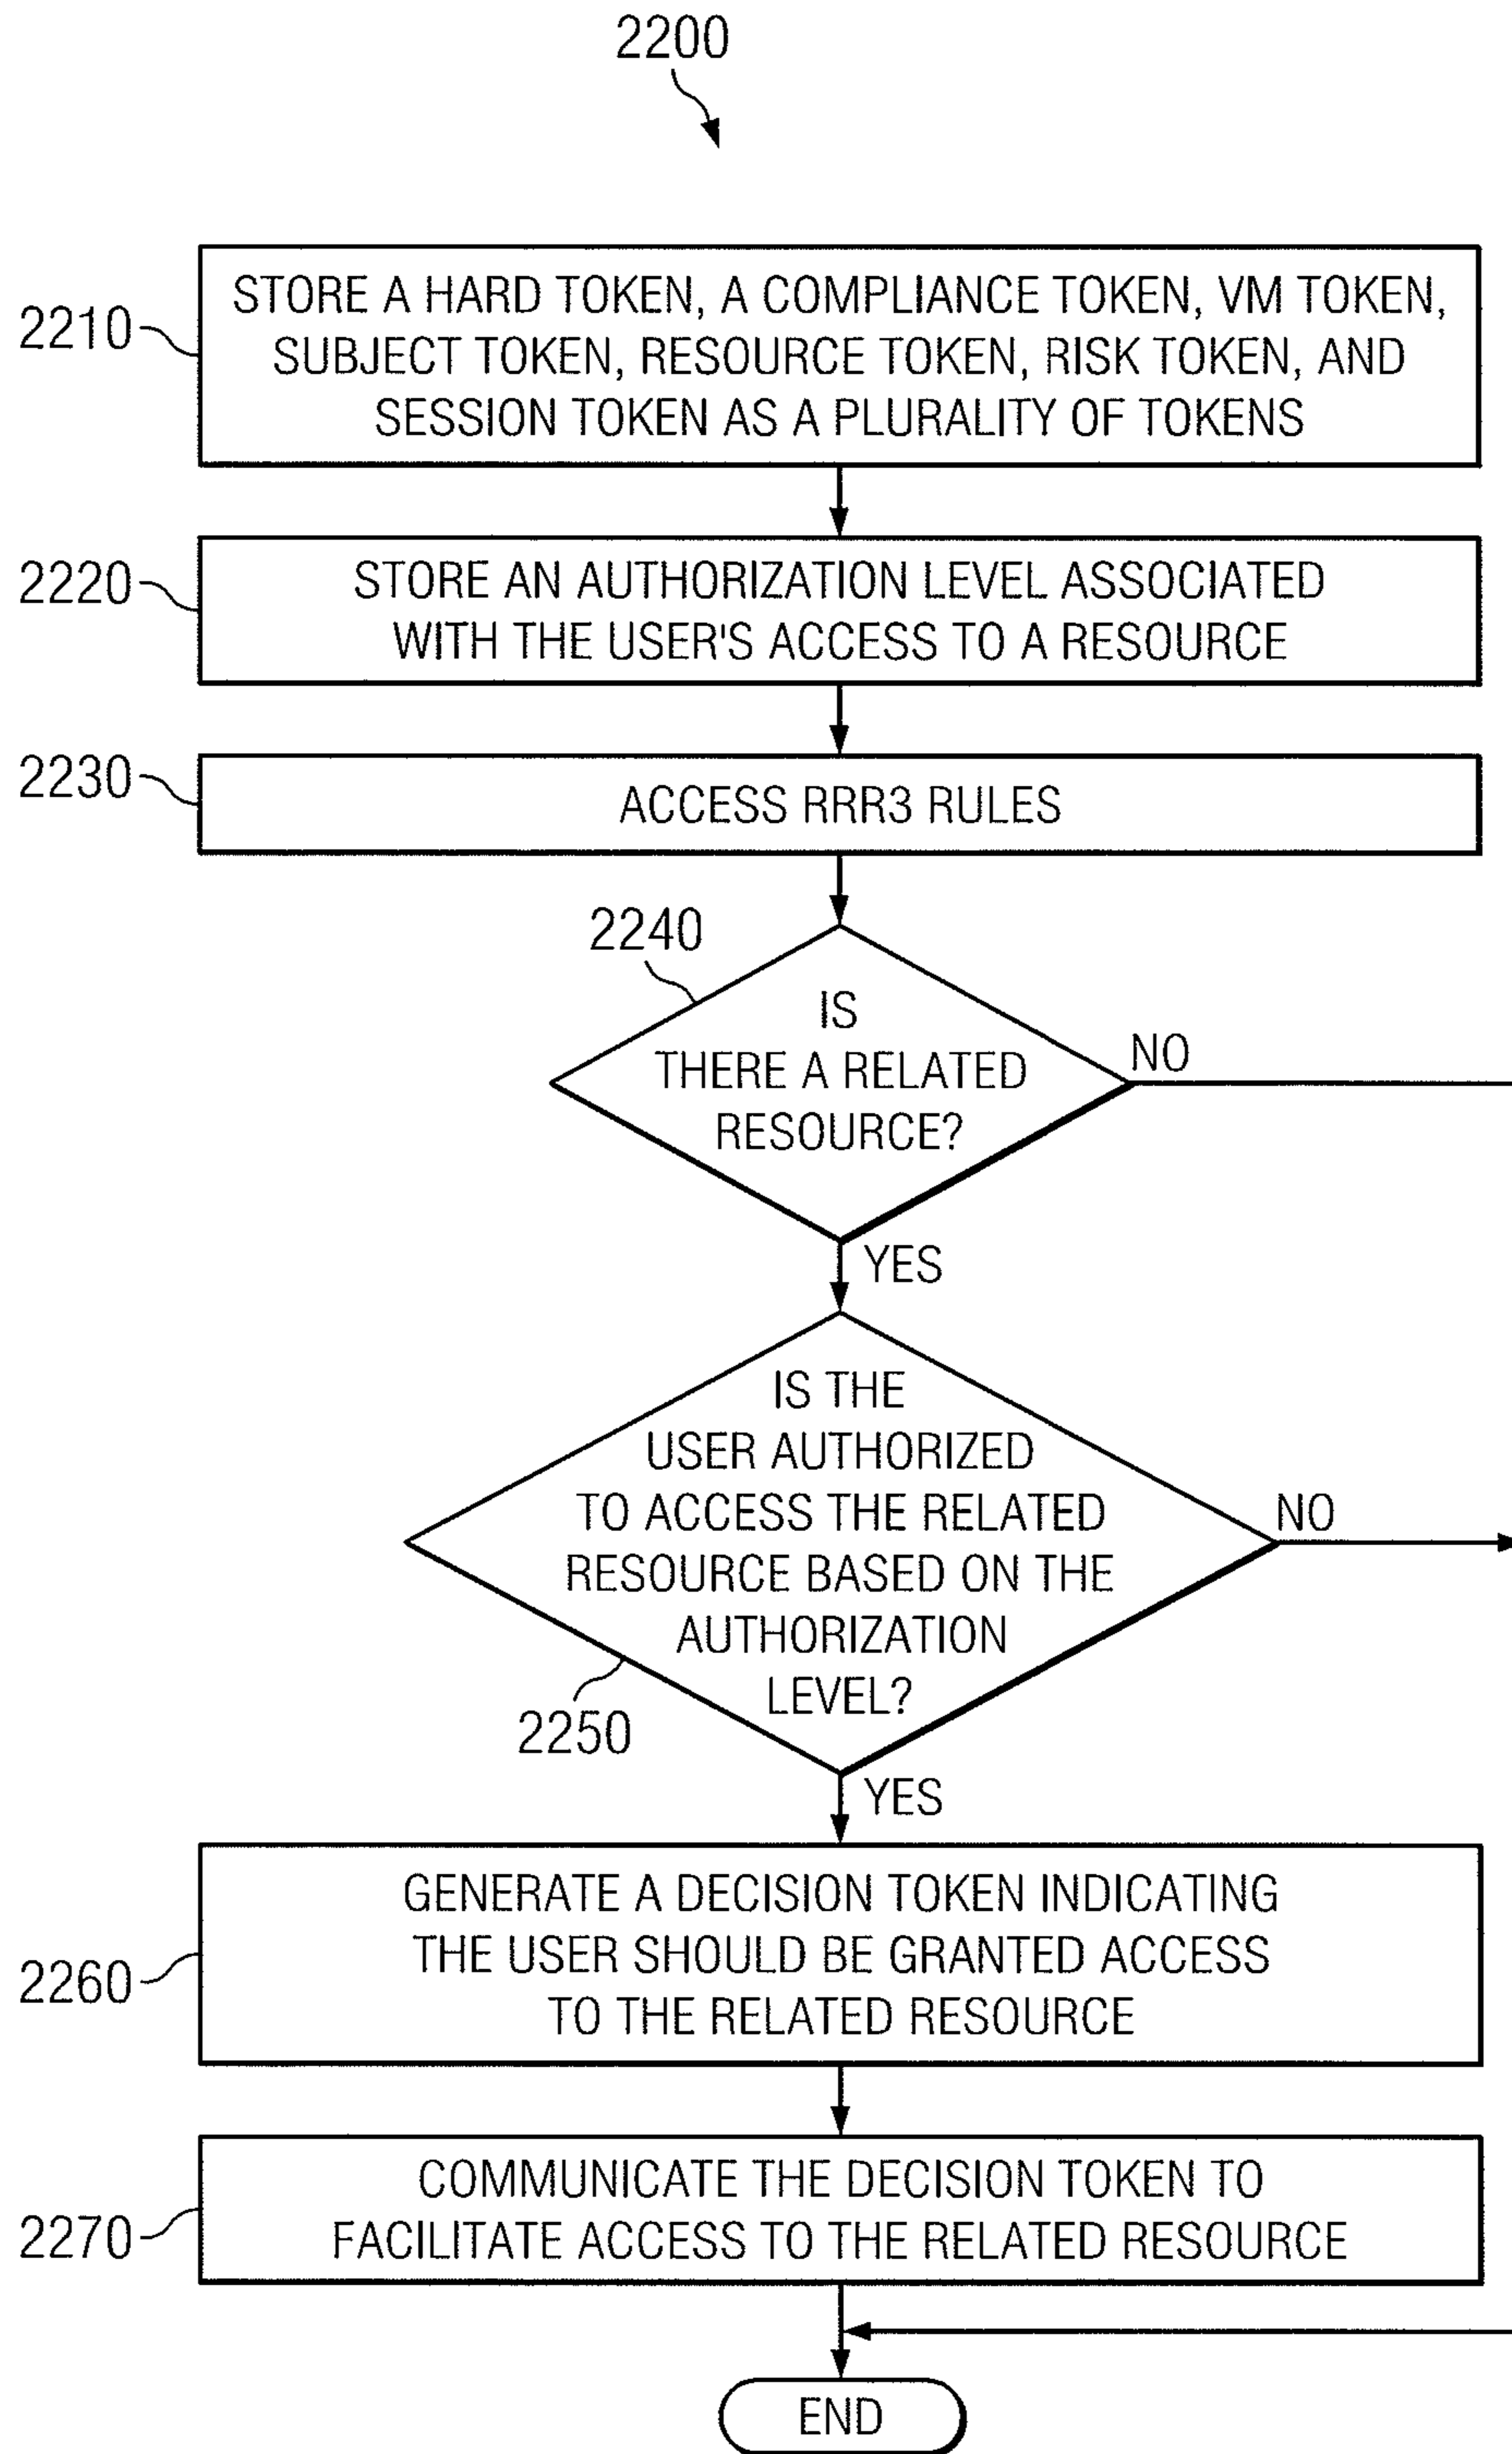 2200
2210
STORE A HARD TOKEN, A COMPLIANCE TOKEN, VM TOKEN,
SUBJECT TOKEN, RESOURCE TOKEN, RISK TOKEN, AND
SESSION TOKEN AS A PLURALITY OF TOKENS
2220
STORE AN AUTHORIZATION LEVEL ASSOCIATED
WITH THE USER'S ACCESS TO A RESOURCE
2230
ACCESS RRR3 RULES
2240
IS
THERE A RELATED
RESOURCE?
NO
YES
IS THE
USER AUTHORIZED
TO ACCESS THE RELATED
RESOURCE BASED ON THE
AUTHORIZATION
LEVEL?
NO
2250
YES
2260
GENERATE A DECISION TOKEN INDICATING
THE USER SHOULD BE GRANTED ACCESS
TO THE RELATED RESOURCE
2270
COMMUNICATE THE DECISION TOKEN TO
FACILITATE ACCESS TO THE RELATED RESOURCE
END